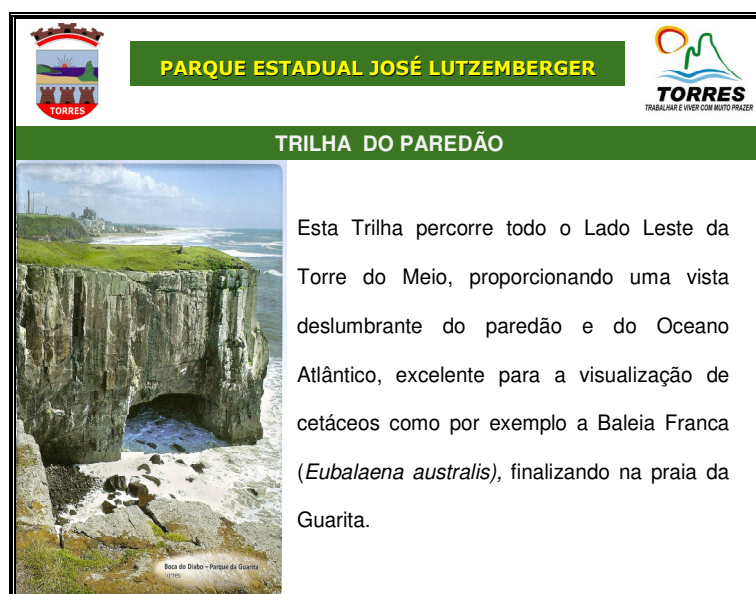 PARQUE ESTADUAL JOSÉ LUTZEMBERGER
TORRES
TORRES
TRABALHAR E VIVER COM MUITO PRAZER
TRILHA DO PAREDÃO
Esta Trilha percorre todo o Lado Leste da
Torre do Meio, proporcionando uma vista
deslumbrante do paredão e do Oceano
Atlântico, excelente para a visualização de
cetáceos como por exemplo a Baleia Franca
(Eubalaena australis), finalizando na praia da
Guarita.
Boca do Diabo – Parque da Guarita
Torres